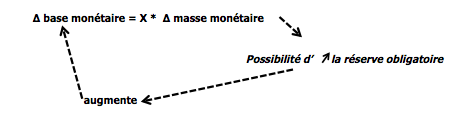 Δ base monétaire = X * Δ masse monétaire
Possibilité d’ ↗ la réserve obligatoire
augmente